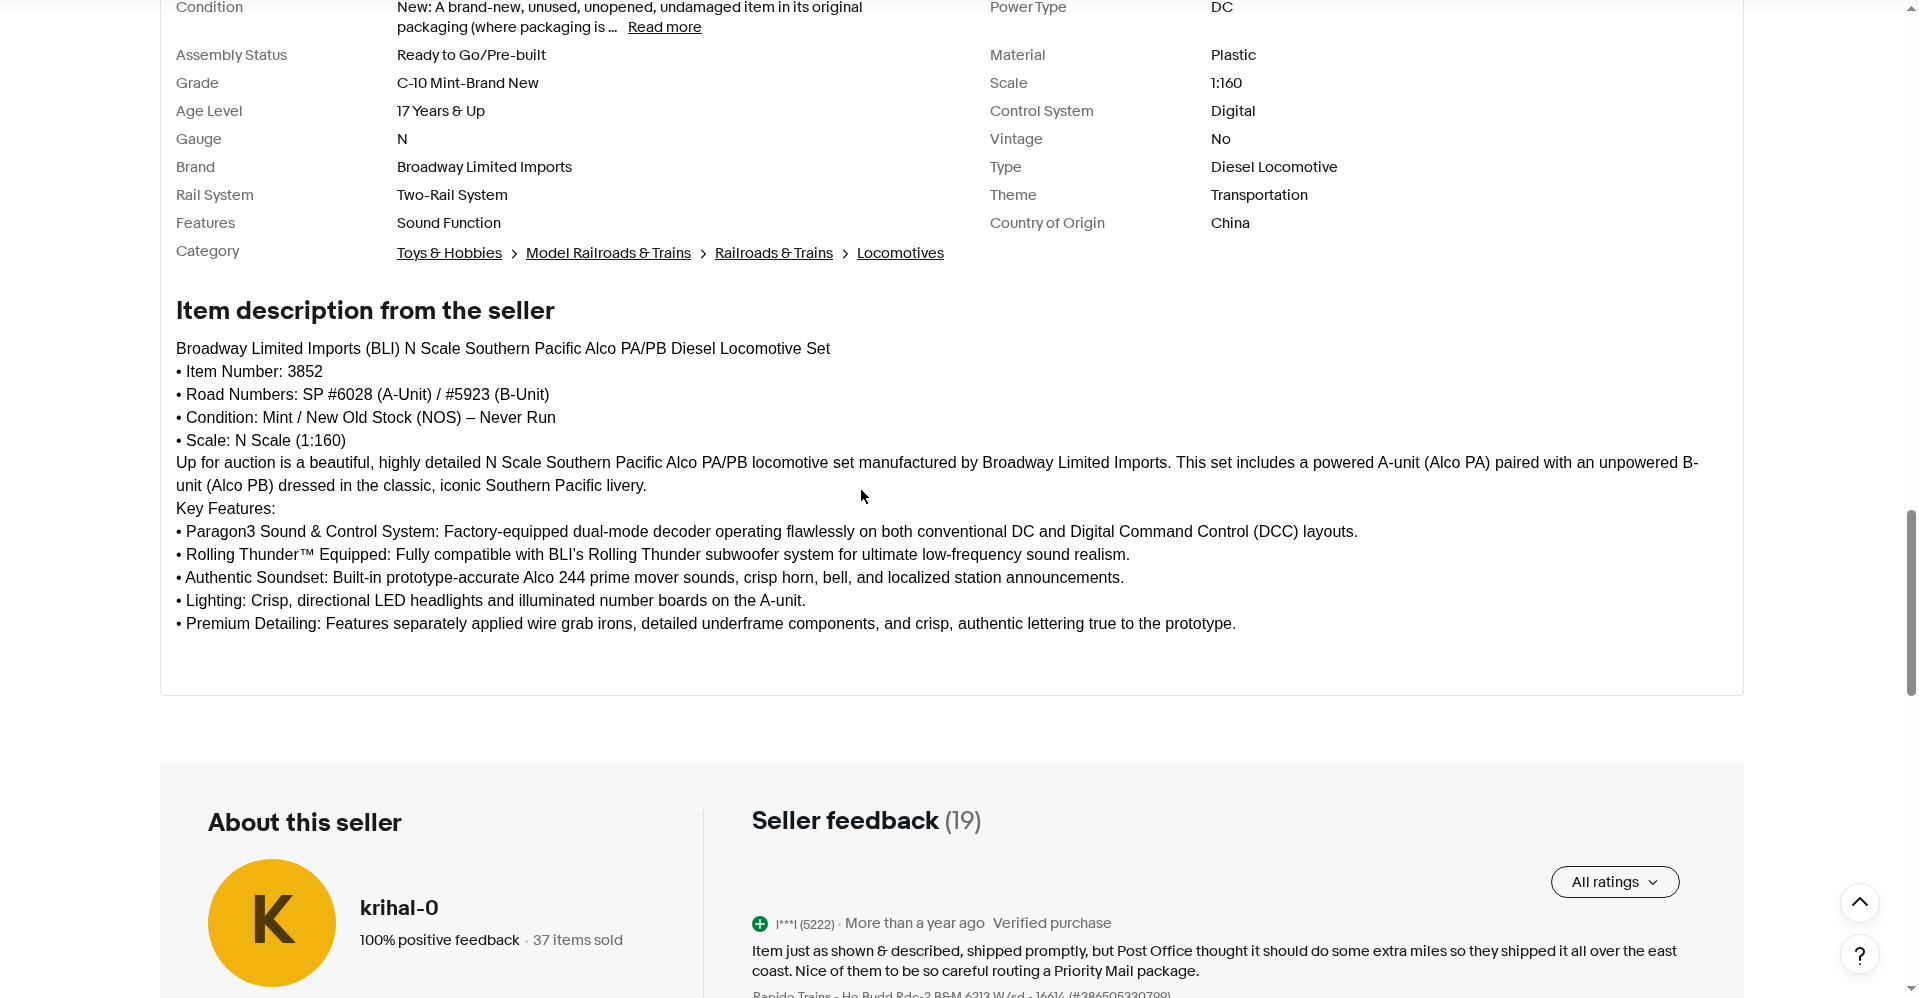 Condition
New: A brand-new, unused, unopened, undamaged item in its original
packaging (where packaging is ... Read more
Power Type
DC
Assembly Status
Ready to Go/Pre-built
Material
Plastic
Grade
C-10 Mint-Brand New
Scale
1:160
Age Level
17 Years & Up
Control System
Digital
Gauge
N
Vintage
No
Brand
Broadway Limited Imports
Type
Diesel Locomotive
Rail System
Two-Rail System
Theme
Transportation
Features
Sound Function
Country of Origin
China
Category
Toys & Hobbies > Model Railroads & Trains > Railroads & Trains > Locomotives
Item description from the seller
Broadway Limited Imports (BLI) N Scale Southern Pacific Alco PA/PB Diesel Locomotive Set
• Item Number: 3852
• Road Numbers: SP #6028 (A-Unit) / #5923 (B-Unit)
• Condition: Mint / New Old Stock (NOS) – Never Run
• Scale: N Scale (1:160)
Up for auction is a beautiful, highly detailed N Scale Southern Pacific Alco PA/PB locomotive set manufactured by Broadway Limited Imports. This set includes a powered A-unit (Alco PA) paired with an unpowered B-
unit (Alco PB) dressed in the classic, iconic Southern Pacific livery.
Key Features:
• Paragon3 Sound & Control System: Factory-equipped dual-mode decoder operating flawlessly on both conventional DC and Digital Command Control (DCC) layouts.
• Rolling Thunder™ Equipped: Fully compatible with BLI's Rolling Thunder subwoofer system for ultimate low-frequency sound realism.
• Authentic Soundset: Built-in prototype-accurate Alco 244 prime mover sounds, crisp horn, bell, and localized station announcements.
• Lighting: Crisp, directional LED headlights and illuminated number boards on the A-unit.
• Premium Detailing: Features separately applied wire grab irons, detailed underframe components, and crisp, authentic lettering true to the prototype.
About this seller
K
krihal-0
100% positive feedback · 37 items sold
Seller feedback (19)
All ratings
l***l (5222) · More than a year ago Verified purchase
Item just as shown & described, shipped promptly, but Post Office thought it should do some extra miles so they shipped it all over the east
coast. Nice of them to be so careful routing a Priority Mail package.
Rapido Trains - Ho Budd Rdc-2 B&M 6213 W/sd - 16614 (#386505330799)
?